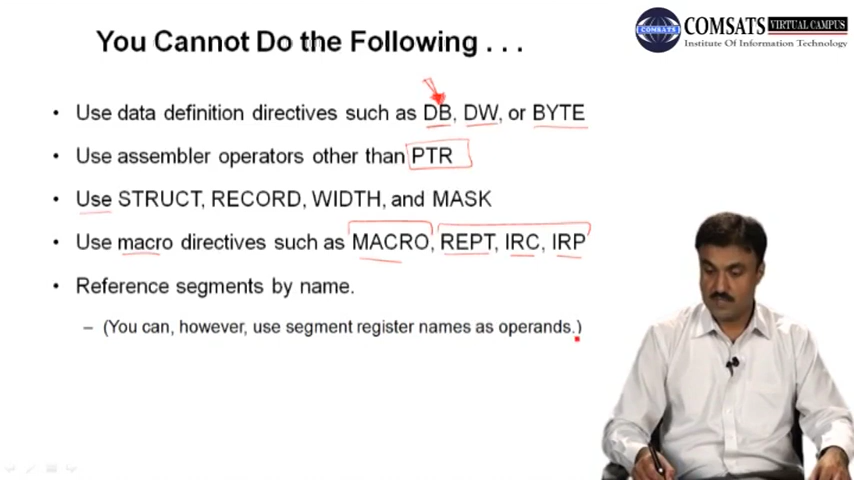 You Cannot Do the Following . . .
COMSATS VIRTUAL CAMPUS
COMSATS
Institute Of Information Technology
• Use data definition directives such as DB, DW, or BYTE
• Use assembler operators other than PTR
• Use STRUCT, RECORD, WIDTH, and MASK
• Use macro directives such as MACRO, REPT, IRC, IRP
• Reference segments by name.
– (You can, however, use segment register names as operands.)